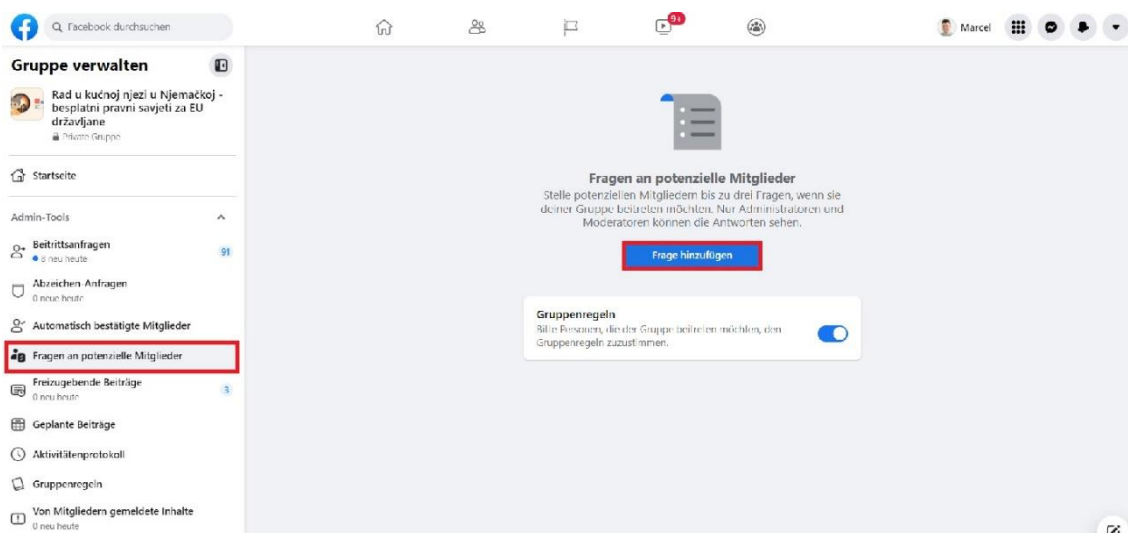 Facebook durchsuchen
9+
Marcel
Gruppe verwalten
Rad u kućnoj njezi u Njemačkoj -
besplatni pravni savjeti za EU
državljane
Private Gruppe
Startseite
Admin-Tools
Beitrittsanfragen
8 neu heute
91
Abzeichen-Anfragen
0 neue heute
Automatisch bestätigte Mitglieder
Fragen an potenzielle Mitglieder
Freizugebende Beiträge
0 neu heute
3
Geplante Beiträge
Aktivitätenprotokoll
Gruppenregeln
Von Mitgliedern gemeldete Inhalte
0 neu heute
Fragen an potenzielle Mitglieder
Stelle potenziellen Mitgliedern bis zu drei Fragen, wenn sie
deiner Gruppe beitreten möchten. Nur Administratoren und
Moderatoren können die Antworten sehen.
Frage hinzufügen
Gruppenregeln
Bitte Personen, die der Gruppe beitreten möchten, den
Gruppenregeln zuzustimmen.